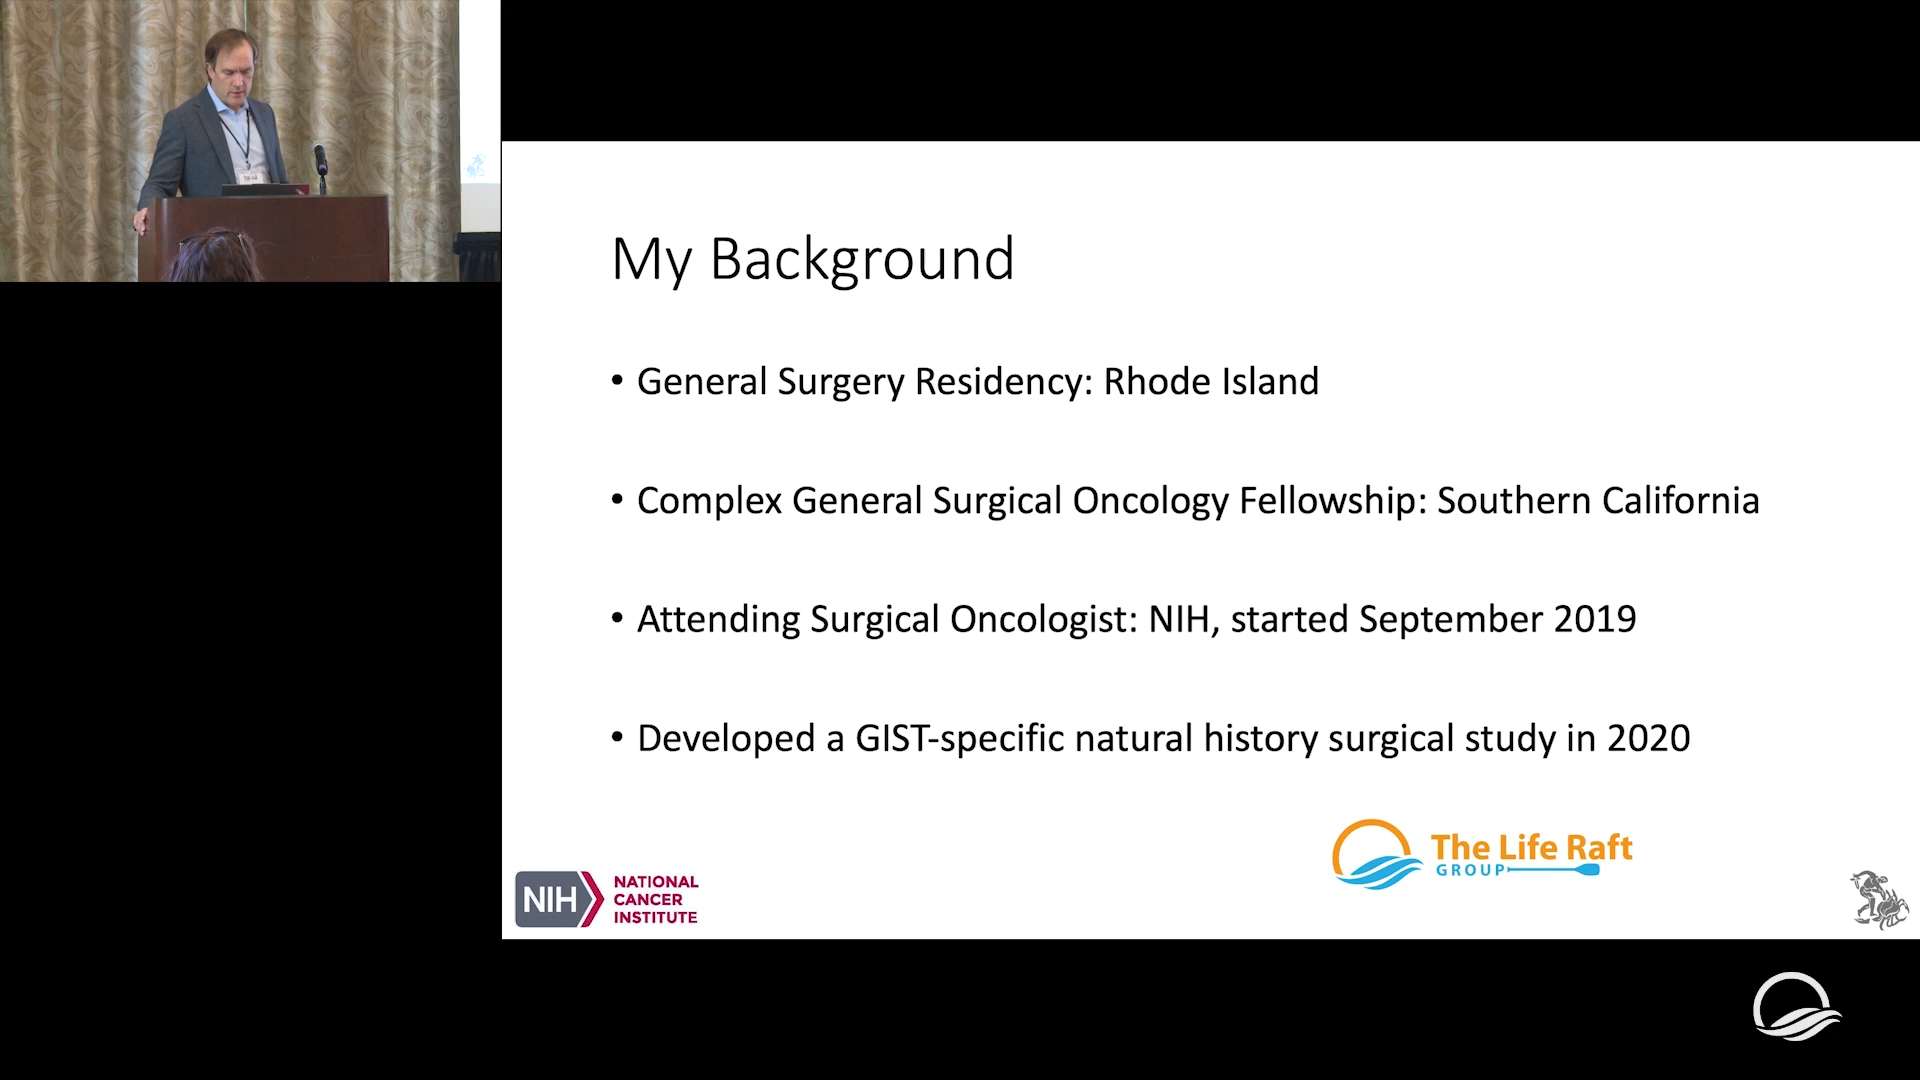 My Background
• General Surgery Residency: Rhode Island
• Complex General Surgical Oncology Fellowship: Southern California
• Attending Surgical Oncologist: NIH, started September 2019
• Developed a GIST-specific natural history surgical study in 2020
The Life Raft
GROUP
NIH
NATIONAL
CANCER
INSTITUTE